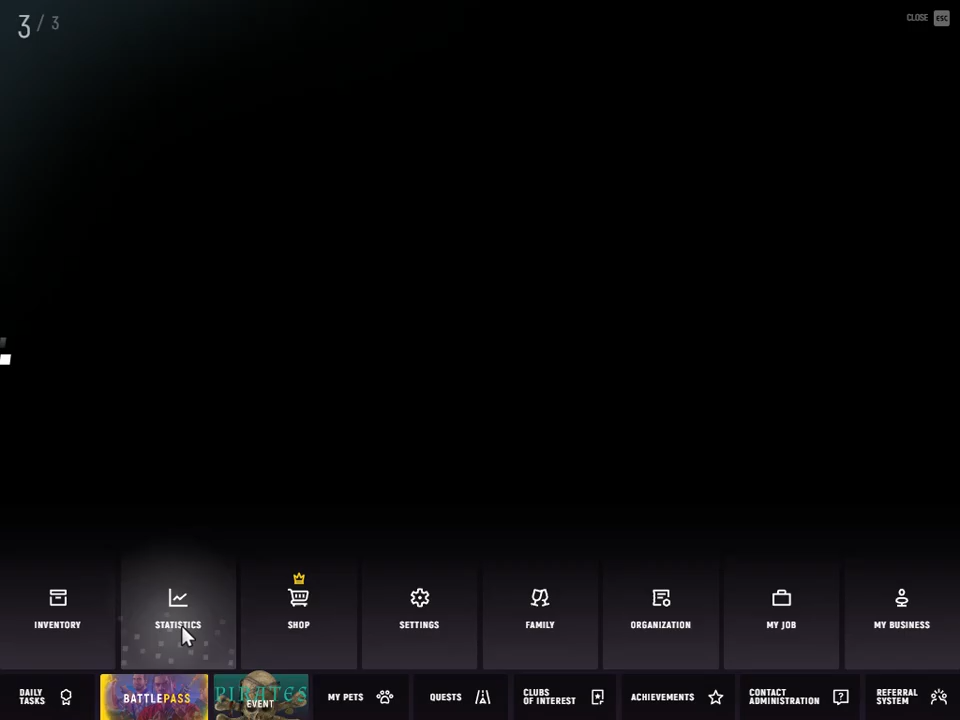 3 / 3
CLOSE ESC
INVENTORY
STATISTICS
SHOP
SETTINGS
FAMILY
ORGANIZATION
MY JOB
MY BUSINESS
DAILY
TASKS
BATTLEPASS
PIRATES
EVENT
MY PETS
QUESTS
CLUBS
OF INTEREST
ACHIEVEMENTS
CONTACT
ADMINISTRATION
REFERRAL
SYSTEM